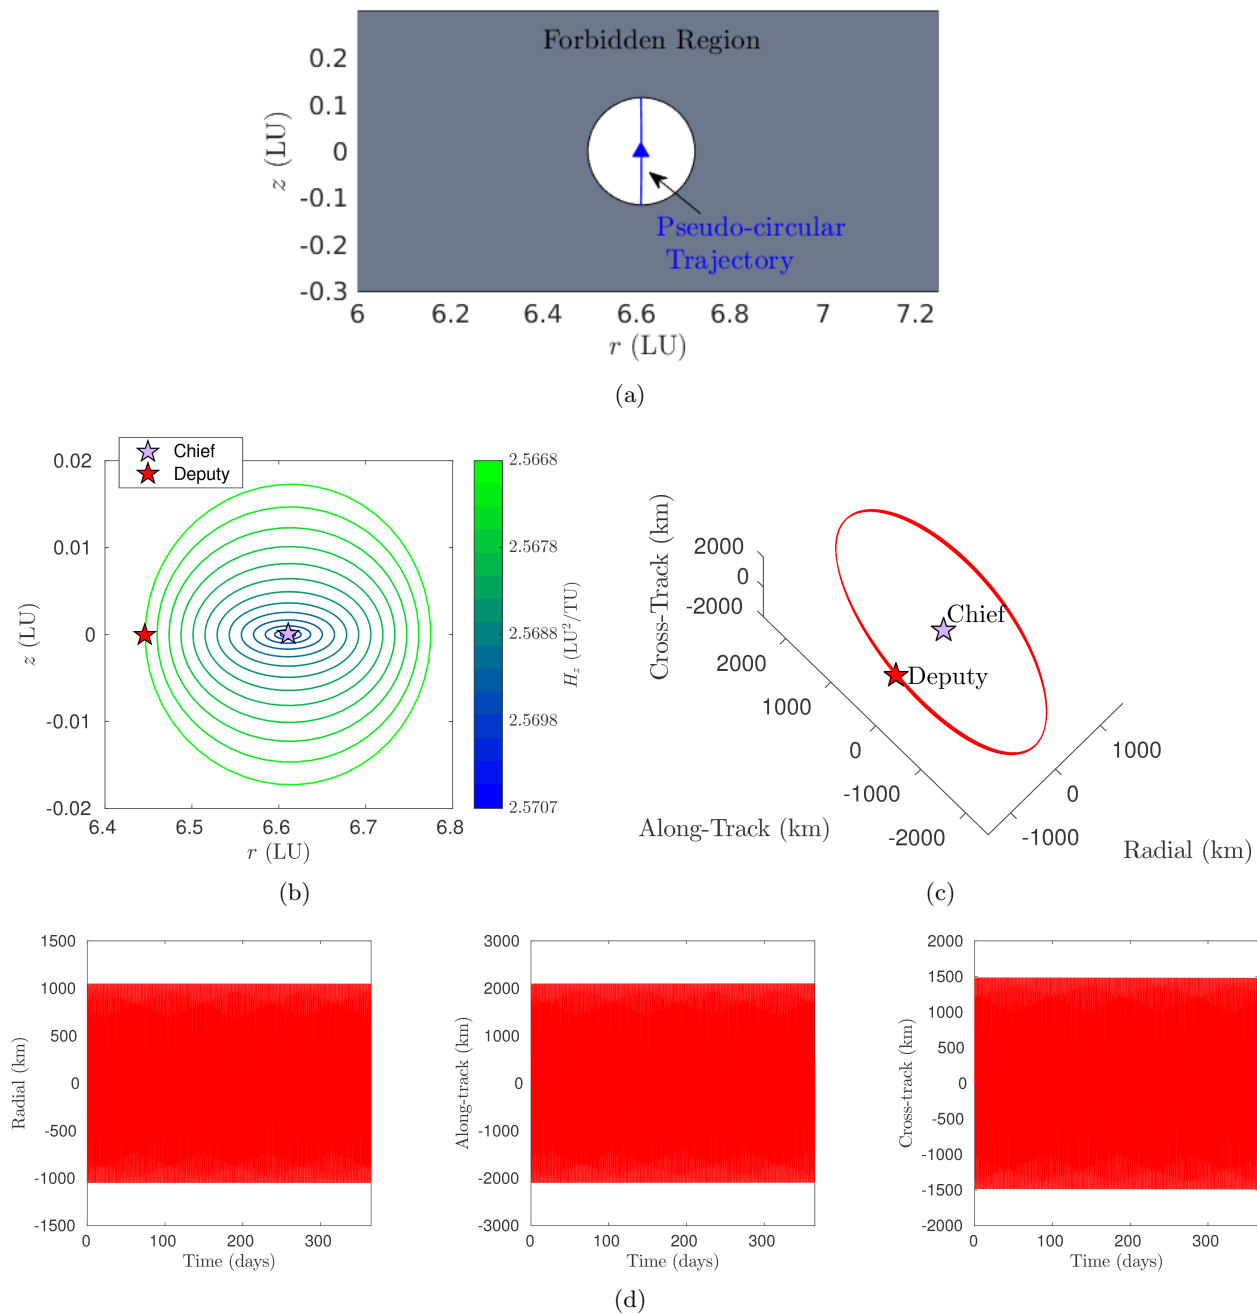 Forbidden Region
0.2
0.1
0
-0.1
-0.2
-0.3
z (LU)
Pseudo-circular
Trajectory
6 6.2 6.4 6.6 6.8 7 7.2
r (LU)
(a)
Chief
Deputy
0.02
0.01
0
-0.01
-0.02
z (LU)
6.4 6.5 6.6 6.7 6.8
r (LU)
2.5668
2.5678
2.5688
2.5698
2.5707
H_z (LU²/TU)
(b)
Cross-Track (km)
2000
0
-2000
2000
1000
0
-1000
-2000
Along-Track (km)
Chief
Deputy
1000
0
-1000
Radial (km)
(c)
1500
1000
500
0
-500
-1000
-1500
Radial (km)
0 100 200 300
Time (days)
3000
2000
1000
0
-1000
-2000
-3000
Along-track (km)
0 100 200 300
Time (days)
2000
1500
1000
500
0
-500
-1000
-1500
-2000
Cross-track (km)
0 100 200 300
Time (days)
(d)